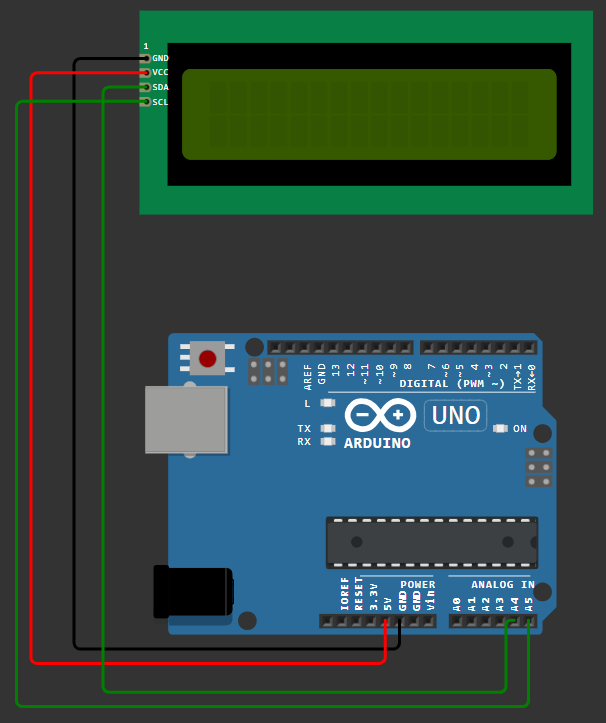 1
GND
VCC
SDA
SCL
AREF
GND
13
12
~11
~10
~9
8
7
~6
~5
4
~3
2
TX→1
RX←0
DIGITAL (PWM ~)
L
TX
RX
UNO
ON
ARDUINO
POWER
ANALOG IN
IOREF
RESET
3.3V
5V
GND
GND
Vin
A0
A1
A2
A3
A4
A5